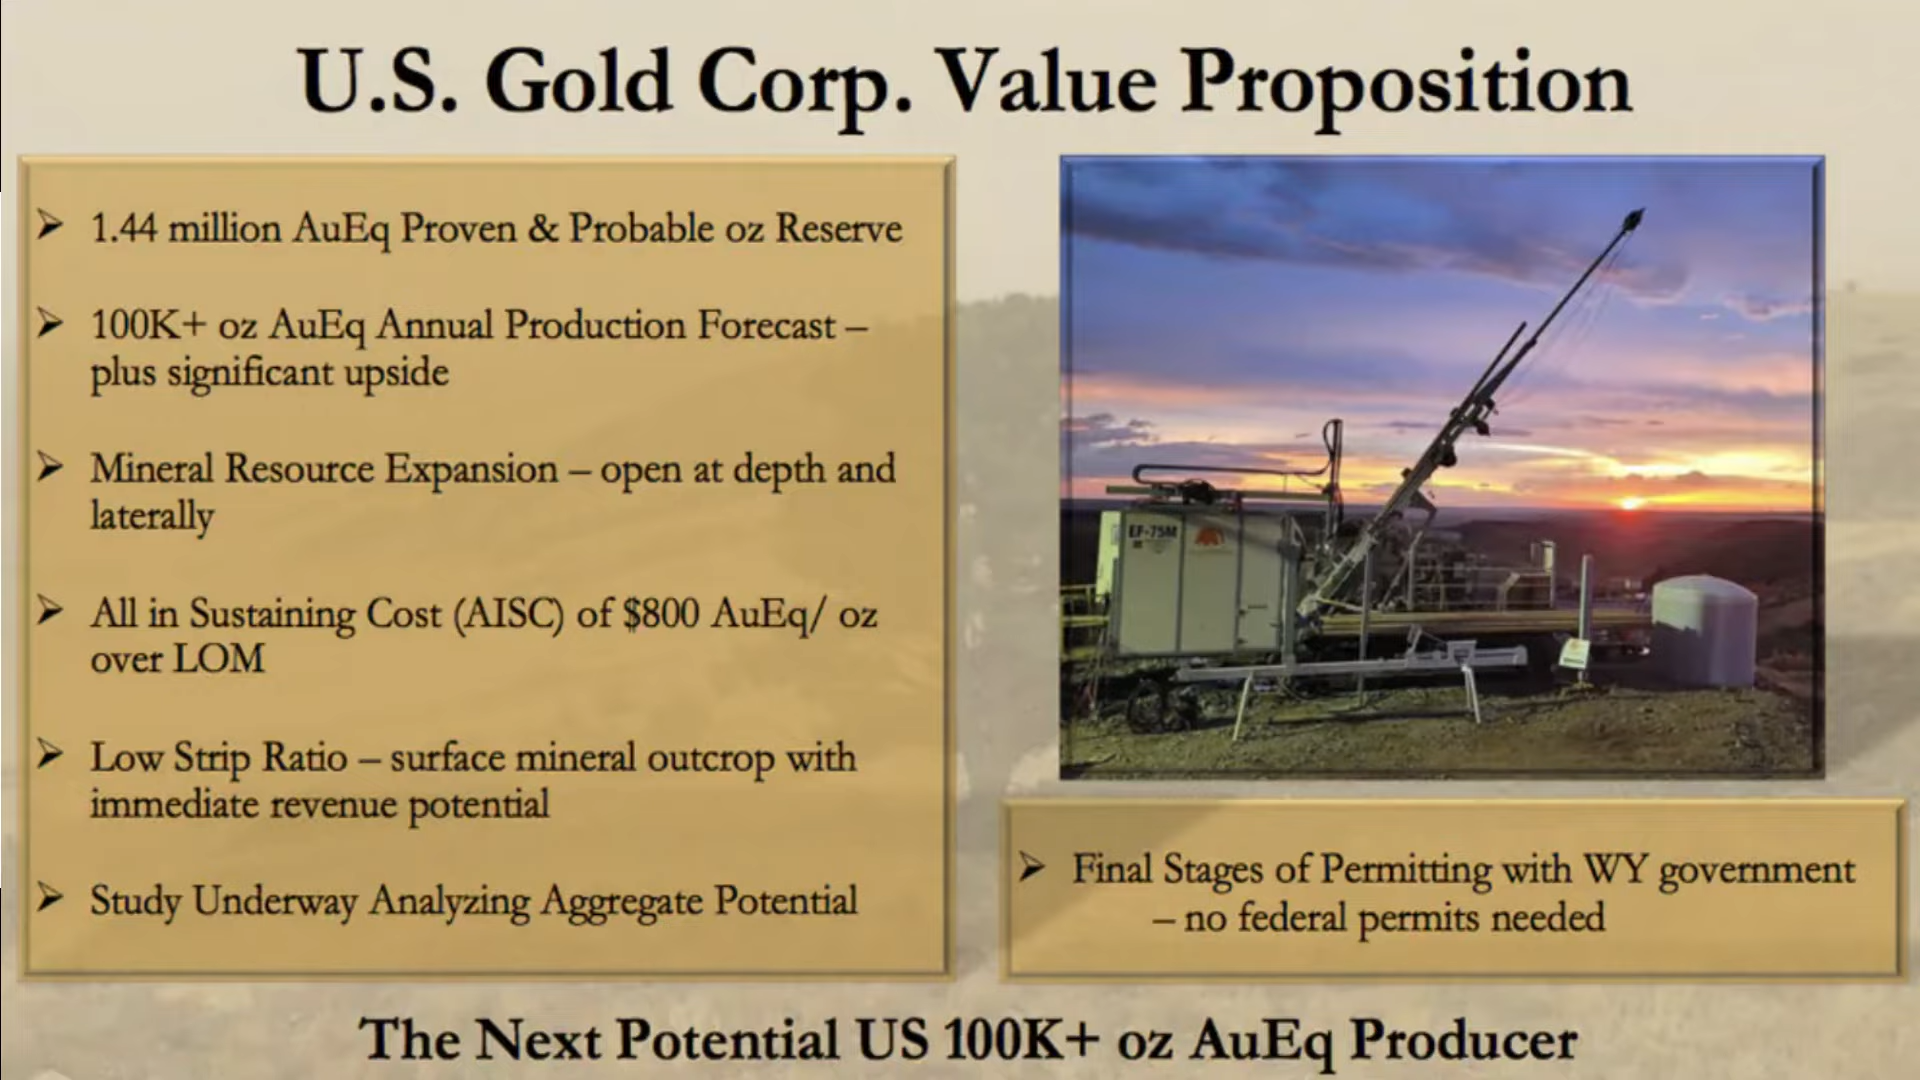 U.S. Gold Corp. Value Proposition
➢ 1.44 million AuEq Proven & Probable oz Reserve
➢ 100K+ oz AuEq Annual Production Forecast –
plus significant upside
➢ Mineral Resource Expansion – open at depth and
laterally
➢ All in Sustaining Cost (AISC) of $800 AuEq/ oz
over LOM
➢ Low Strip Ratio – surface mineral outcrop with
immediate revenue potential
➢ Study Underway Analyzing Aggregate Potential
EF-75M
➢ Final Stages of Permitting with WY government
– no federal permits needed
The Next Potential US 100K+ oz AuEq Producer